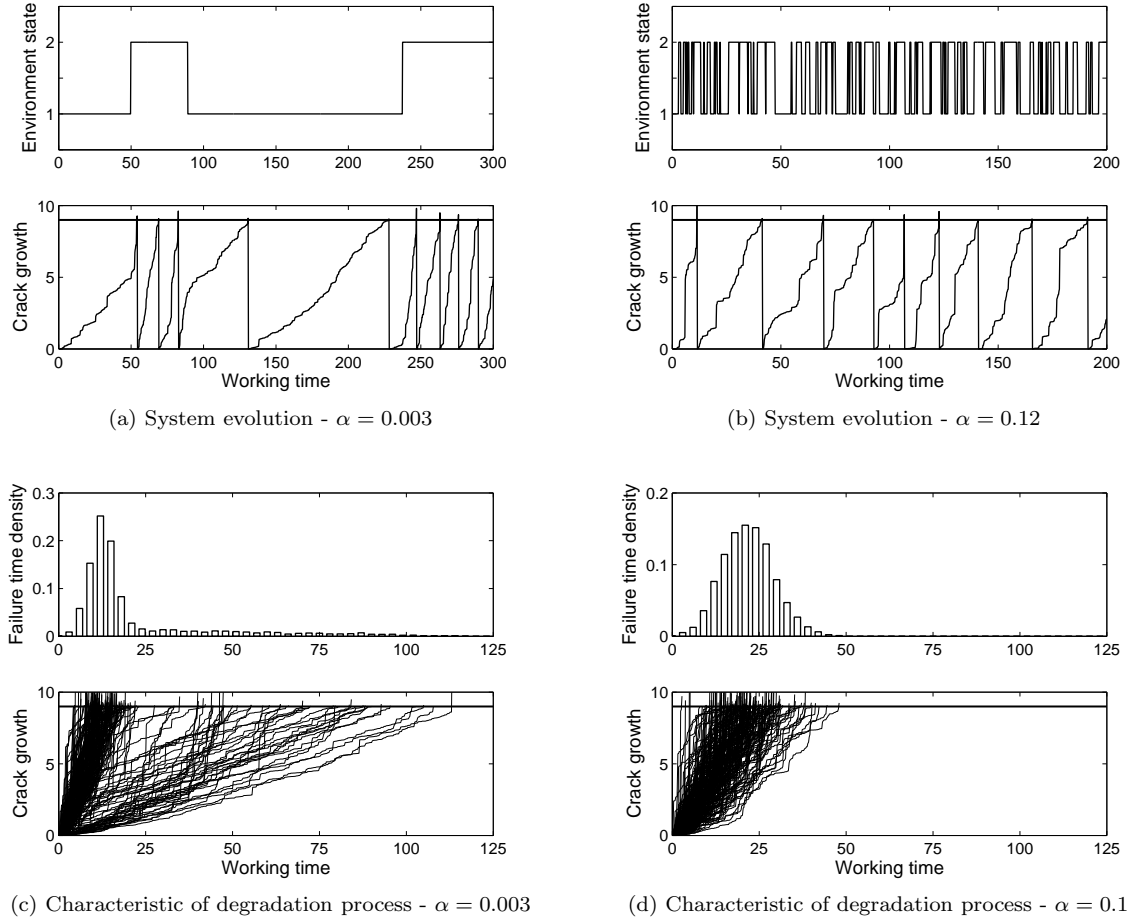 Environment state
2
1
0 50 100 150 200 250 300
Crack growth
10
5
0
0 50 100 150 200 250 300
Working time
(a) System evolution - α = 0.003
Environment state
2
1
0 50 100 150 200
Crack growth
10
5
0
0 50 100 150 200
Working time
(b) System evolution - α = 0.12
Failure time density
0.3
0.2
0.1
0
0 25 50 75 100 125
Crack growth
10
5
0
0 25 50 75 100 125
Working time
(c) Characteristic of degradation process - α = 0.003
Failure time density
0.2
0.1
0
0 25 50 75 100 125
Crack growth
10
5
0
0 25 50 75 100 125
Working time
(d) Characteristic of degradation process - α = 0.1